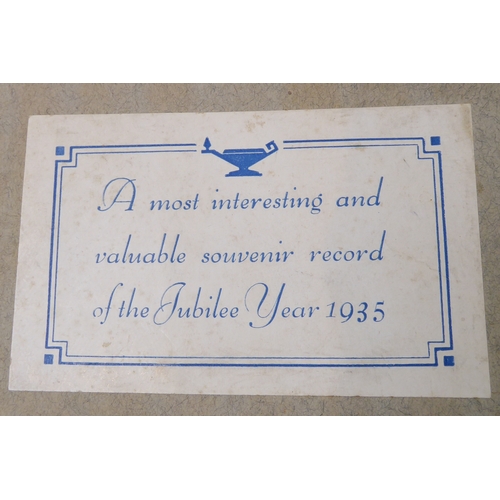 A most interesting and
valuable souvenir record
of the Jubilee Year 1935